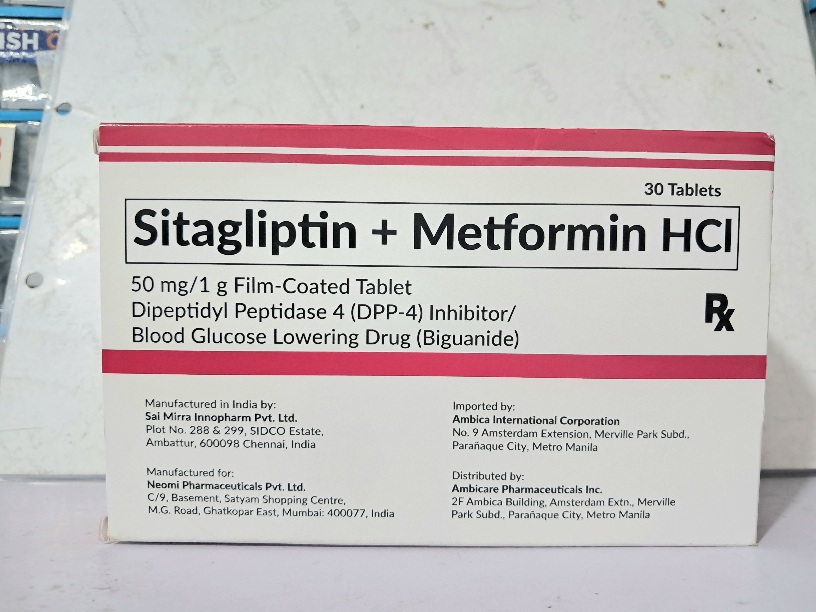 ISH
30 Tablets
Sitagliptin + Metformin HCl
50 mg/1 g Film-Coated Tablet
Dipeptidyl Peptidase 4 (DPP-4) Inhibitor/
Blood Glucose Lowering Drug (Biguanide)
Rx
Manufactured in India by:
Sai Mirra Innopharm Pvt. Ltd.
Plot No. 288 & 299, SIDCO Estate,
Ambattur, 600098 Chennai, India
Manufactured for:
Neomi Pharmaceuticals Pvt. Ltd.
C/9, Basement, Satyam Shopping Centre,
M.G. Road, Ghatkopar East, Mumbai: 400077, India
Imported by:
Ambica International Corporation
No. 9 Amsterdam Extension, Merville Park Subd.,
Parañaque City, Metro Manila
Distributed by:
Ambicare Pharmaceuticals Inc.
2F Ambica Building, Amsterdam Extn., Merville
Park Subd., Parañaque City, Metro Manila